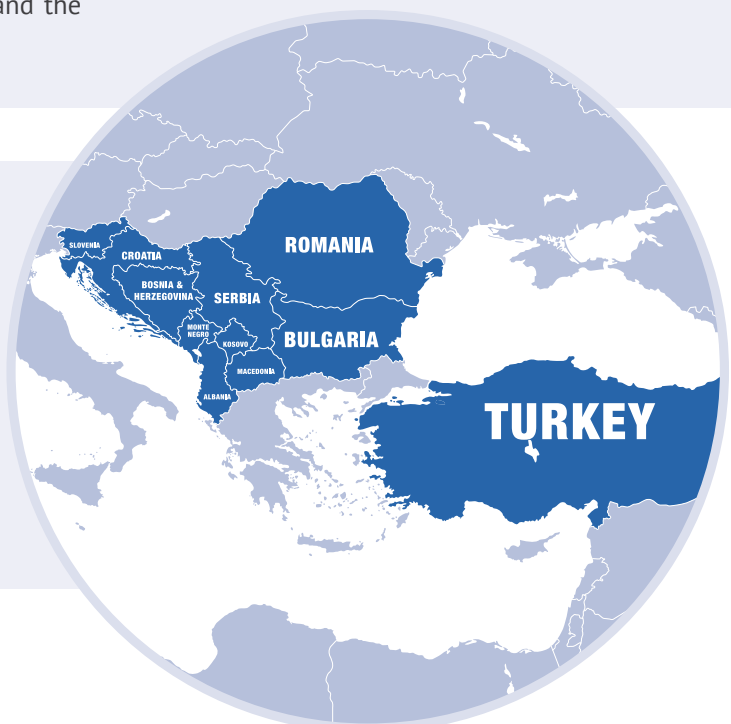 and the
ROMANIA
SLOVENIA
CROATIA
BOSNIA &
HERZEGOVINA
SERBIA
MONTE
NEGRO
KOSOVO
BULGARIA
MACEDONIA
ALBANIA
TURKEY